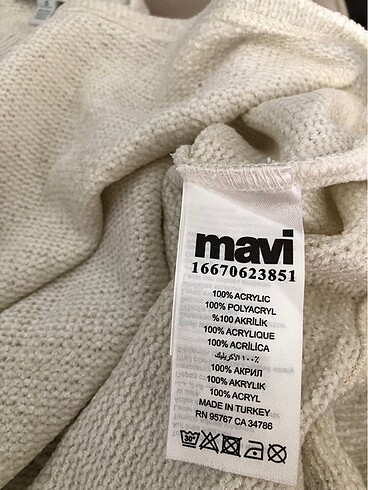 S
mavi
16670623851
100% ACRYLIC
100% POLYACRYL
%100 AKRİLİK
100% ACRYLIQUE
100% ACRÍLICA
٪١٠٠ الأكريليك
100% АКРИЛ
100% AKRYLIK
100% ACRYL
MADE IN TURKEY
RN 95767 CA 34786
30°